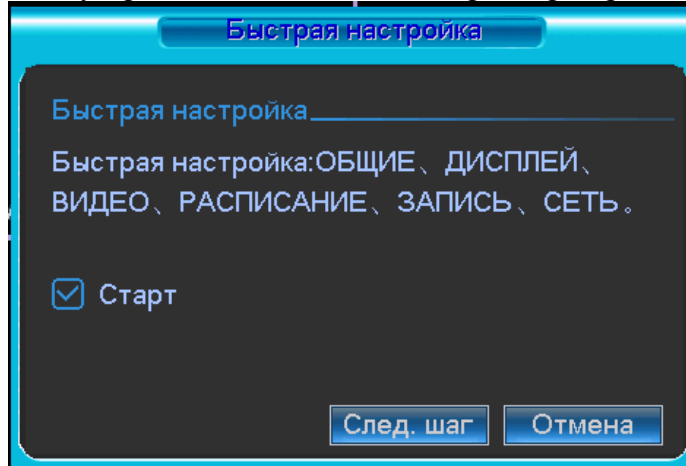 Быстрая настройка
Быстрая настройка
Быстрая настройка:ОБЩИЕ、ДИСПЛЕЙ、
ВИДЕО、РАСПИСАНИЕ、ЗАПИСЬ、СЕТЬ。
Старт
След. шаг Отмена